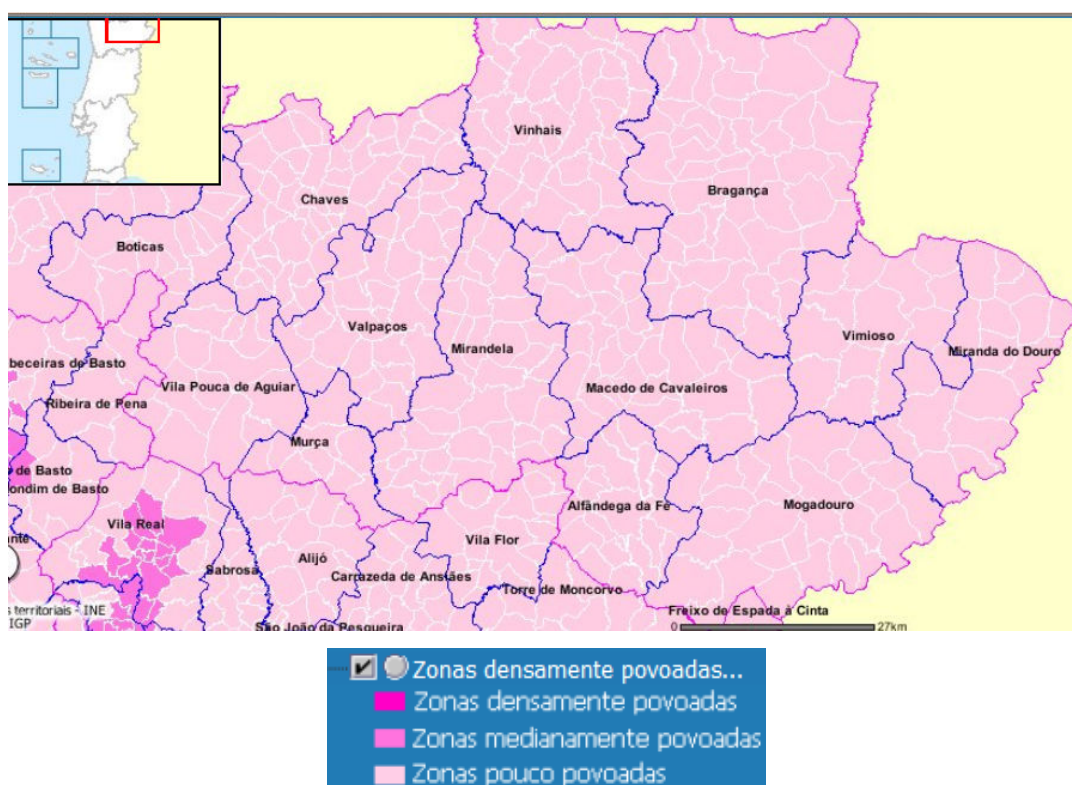 Vinhais
Bragança
Chaves
Boticas
Valpaços
Mirandela
Vimioso
Miranda do Douro
beceiras de Basto
Vila Pouca de Aguiar
Macedo de Cavaleiros
Ribeira de Pena
Murça
de Basto
ondim de Basto
Vila Real
Alfândega da Fé
Mogadouro
Vila Flor
Alijó
Sabrosa
Carrazeda de Ansiães
Torre de Moncorvo
s territoriais - INE
IGP
São João da Pesqueira
Freixo de Espada à Cinta
0 27km
Zonas densamente povoadas...
Zonas densamente povoadas
Zonas medianamente povoadas
Zonas pouco povoadas